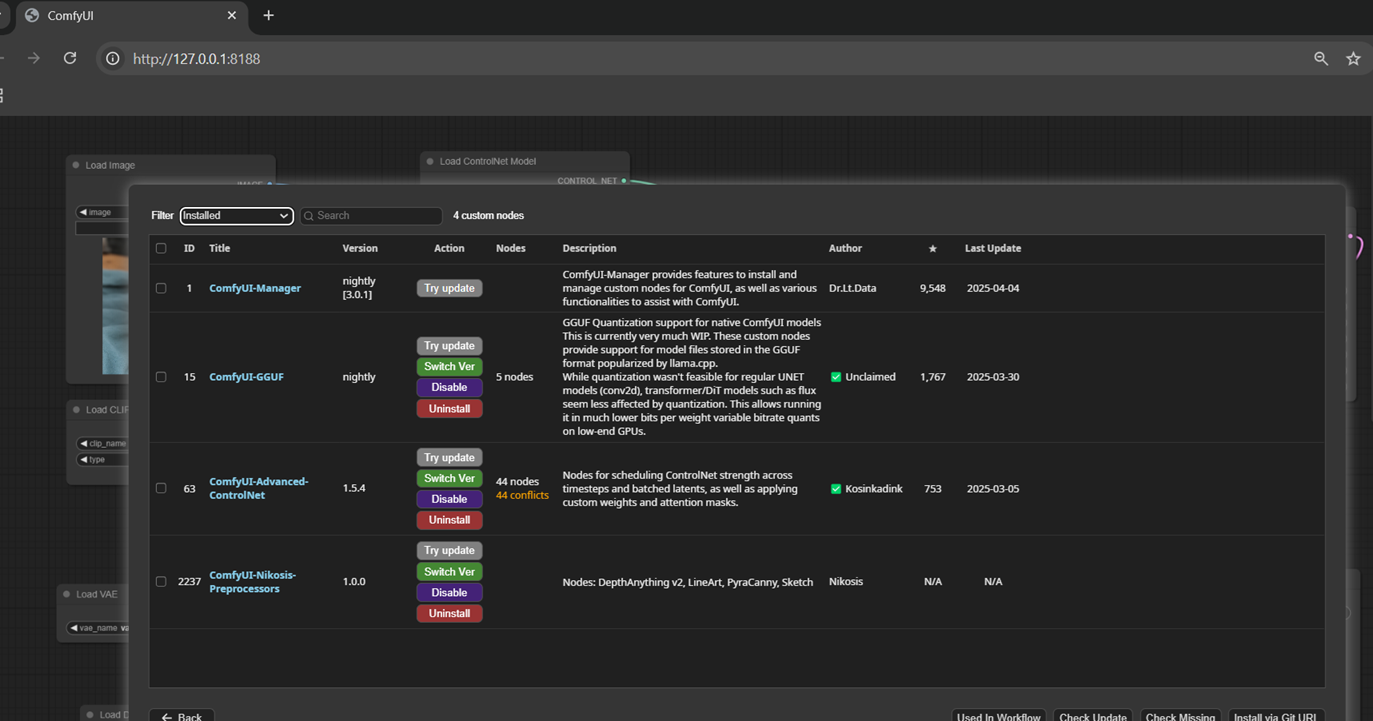 ComfyUI
http://127.0.0.1:8188
Load Image
Load ControlNet Model
CONTROL_NET
Filter Installed Search 4 custom nodes
image
ID Title Version Action Nodes Description Author ★ Last Update
1 ComfyUI-Manager nightly [3.0.1] Try update
ComfyUI-Manager provides features to install and
manage custom nodes for ComfyUI, as well as various
functionalities to assist with ComfyUI.
Dr.Lt.Data 9,548 2025-04-04
15 ComfyUI-GGUF nightly
Try update
Switch Ver
Disable
Uninstall
5 nodes
GGUF Quantization support for native ComfyUI models
This is currently very much WIP. These custom nodes
provide support for model files stored in the GGUF
format popularized by llama.cpp.
While quantization wasn't feasible for regular UNET
models (conv2d), transformer/DiT models such as flux
seem less affected by quantization. This allows running
it in much lower bits per weight variable bitrate quants
on low-end GPUs.
✅ Unclaimed 1,767 2025-03-30
Load CLIP
clip_name
type
63 ComfyUI-Advanced-
ControlNet
1.5.4
Try update
Switch Ver
Disable
Uninstall
44 nodes
44 conflicts
Nodes for scheduling ControlNet strength across
timesteps and batched latents, as well as applying
custom weights and attention masks.
✅ Kosinkadink 753 2025-03-05
2237 ComfyUI-Nikosis-
Preprocessors
1.0.0
Try update
Switch Ver
Disable
Uninstall
Nodes: DepthAnything v2, LineArt, PyraCanny, Sketch
Nikosis N/A N/A
Load VAE
vae_name
Load
Back
Used In Workflow Check Update Check Missing Install via Git URL